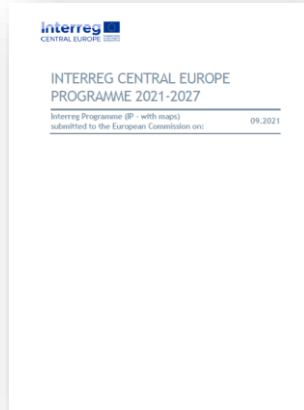 Interreg
CENTRAL EUROPE
INTERREG CENTRAL EUROPE
PROGRAMME 2021-2027
Interreg Programme (IP - with maps)
submitted to the European Commission on:
09.2021